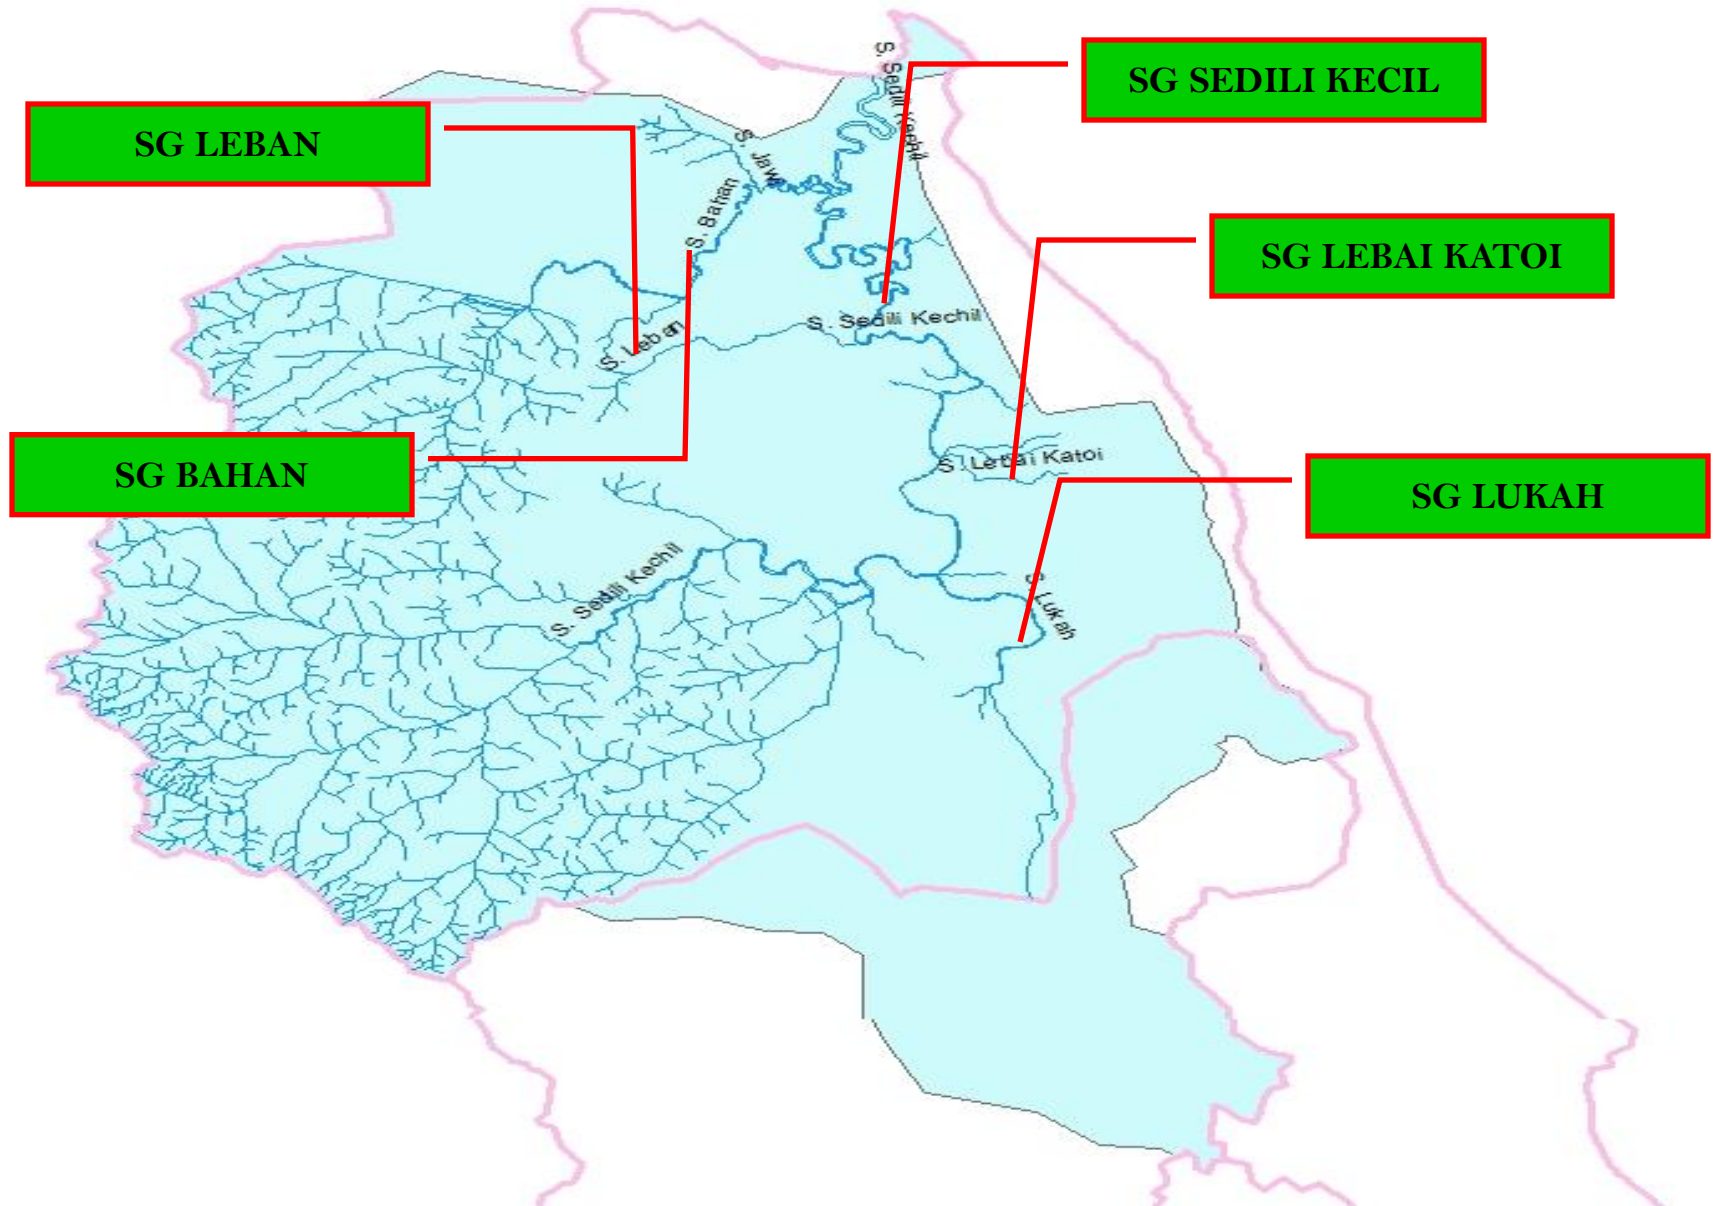 SG SEDILI KECIL
SG LEBAN
SG LEBAI KATOI
SG BAHAN
SG LUKAH
S. Sedili Kechil
S. Jawi
S. Bahan
S. Sedili Kechil
S. Leban
S. Lebai Katoi
S. Sedili Kechil
S. Lukah